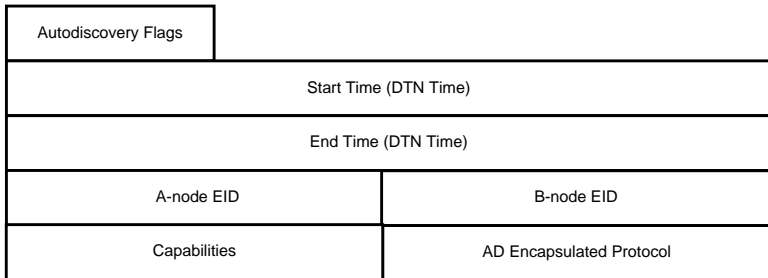 Autodiscovery Flags
Start Time (DTN Time)
End Time (DTN Time)
A-node EID
B-node EID
Capabilities
AD Encapsulated Protocol